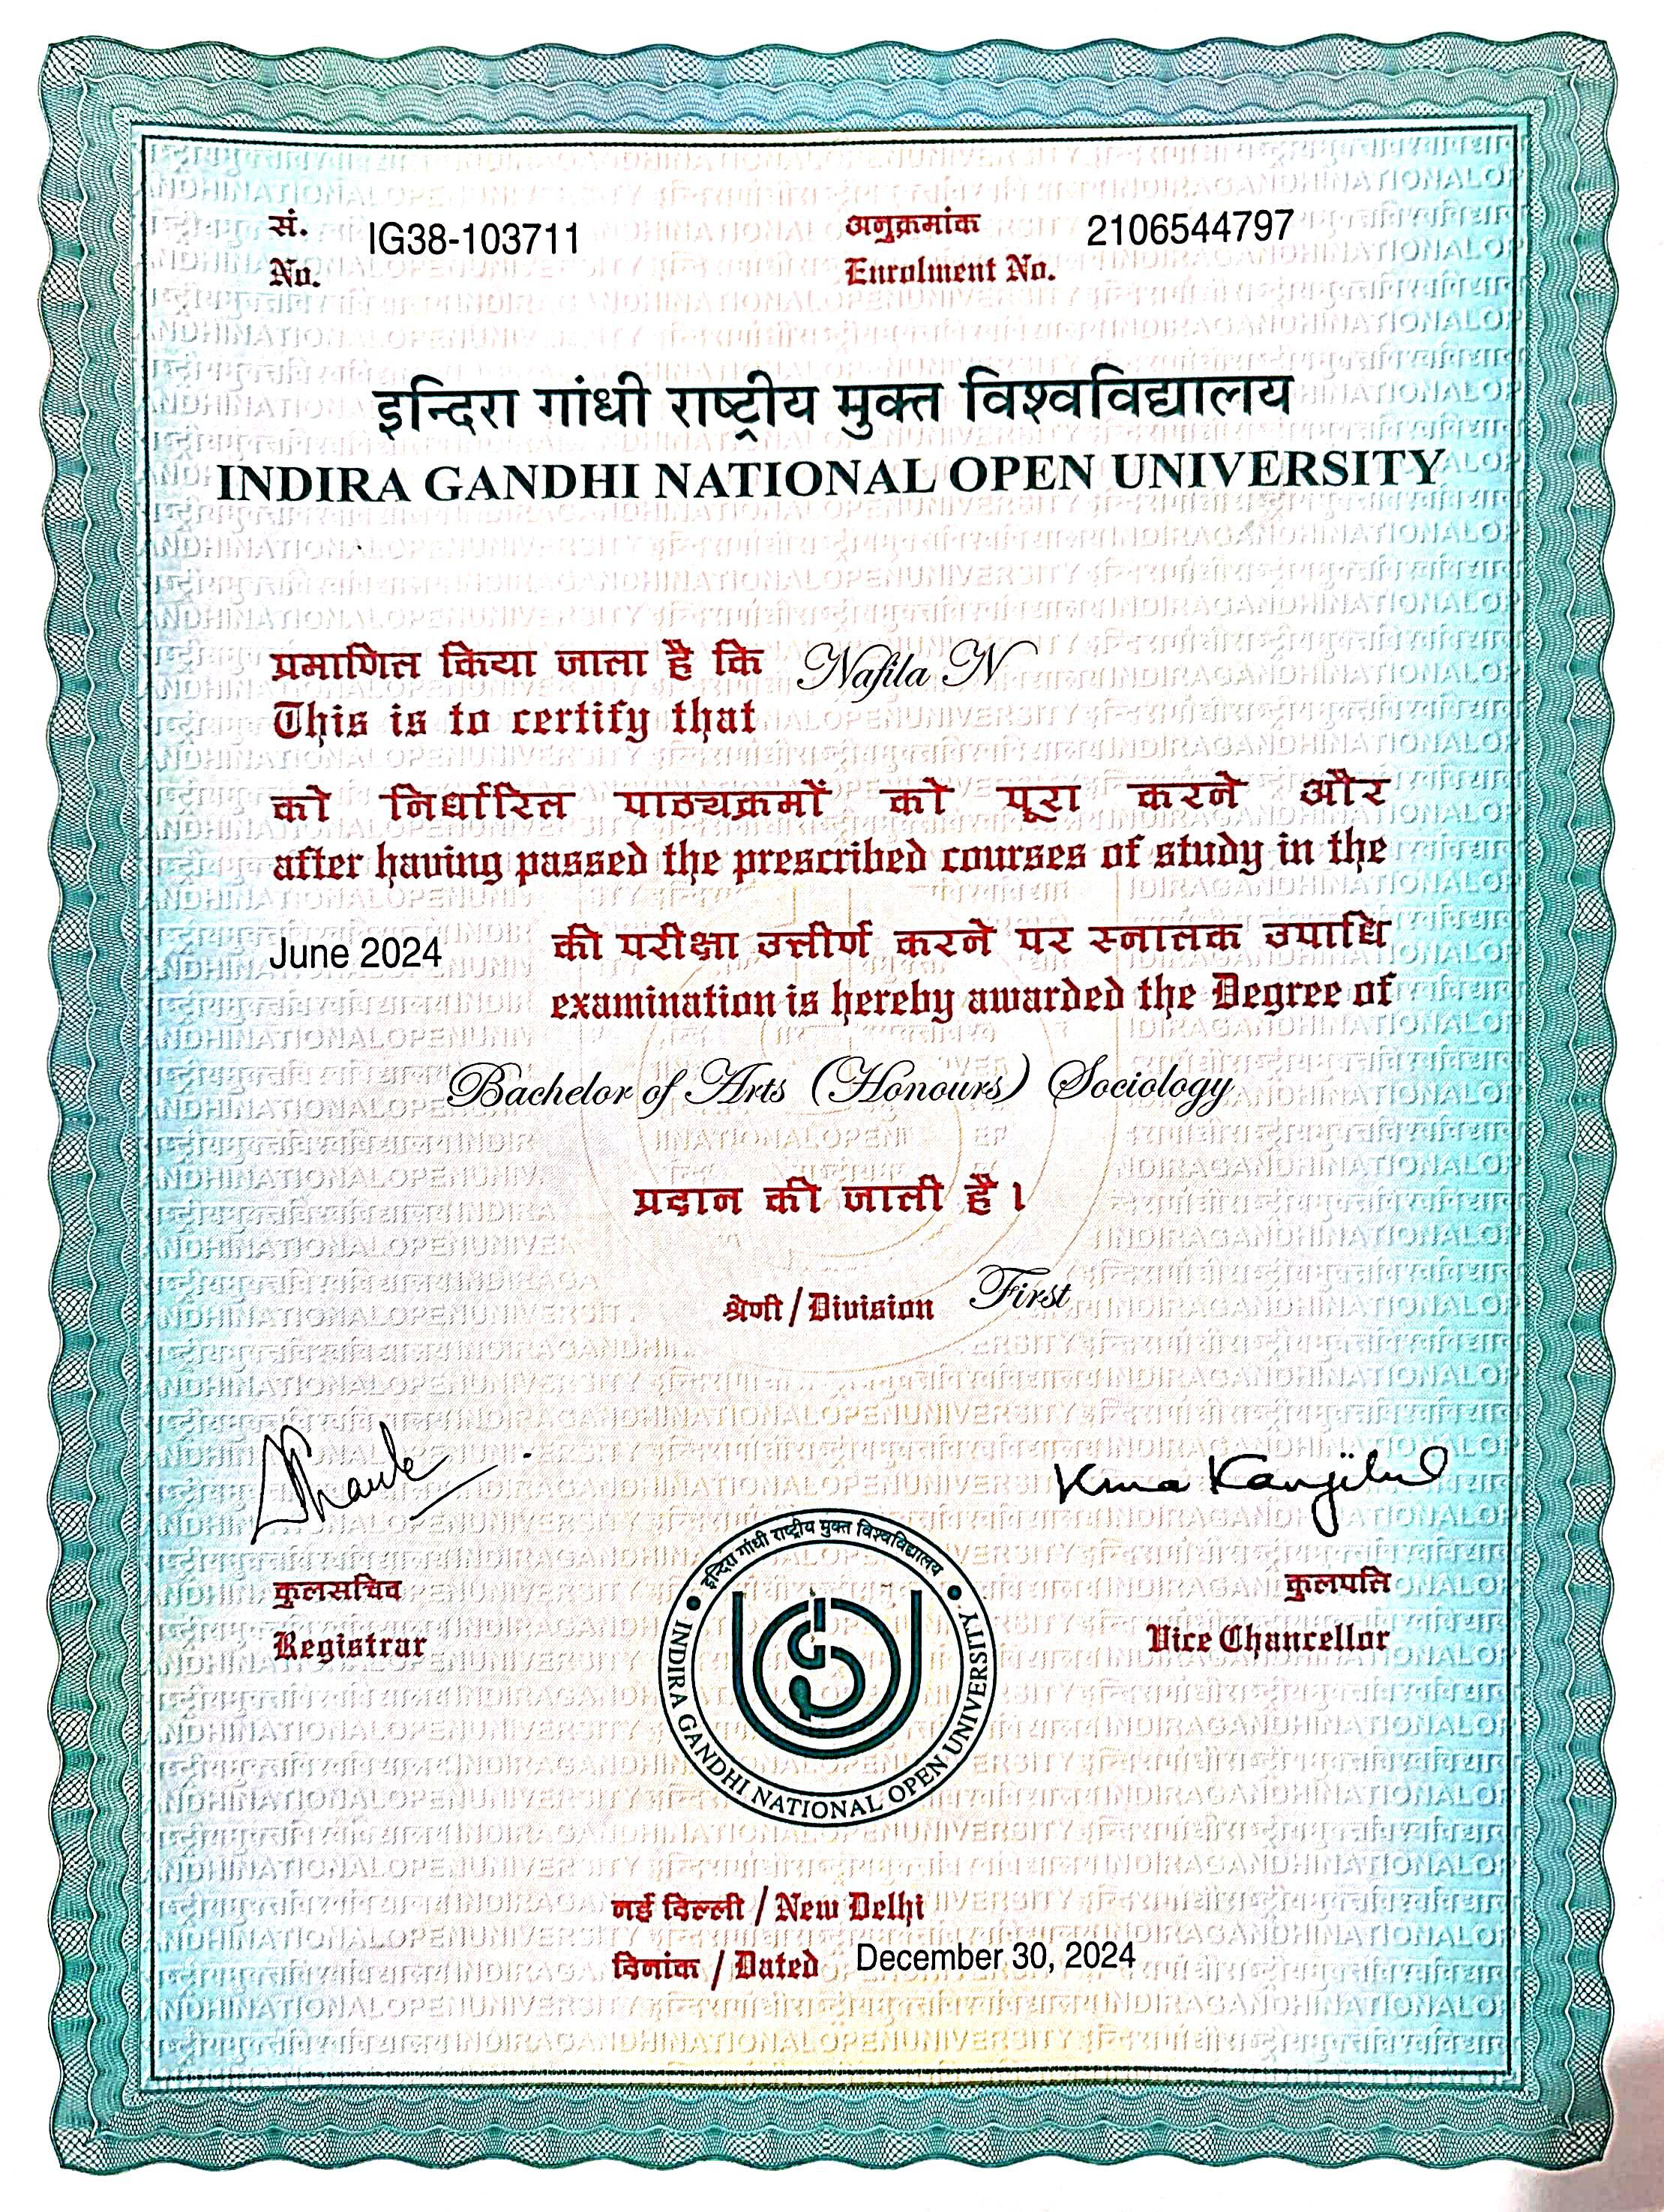 सं. IG38-103711 अनुक्रमांक 2106544797
No. Enrolment No.
इन्दिरा गांधी राष्ट्रीय मुक्त विश्वविद्यालय
INDIRA GANDHI NATIONAL OPEN UNIVERSITY
प्रमाणित किया जाता है कि Nafila N
This is to certify that
को निर्धारित पाठ्यक्रमों को पूरा करने और
after having passed the prescribed courses of study in the
June 2024 की परीक्षा उत्तीर्ण करने पर स्नातक उपाधि
examination is hereby awarded the Degree of
Bachelor of Arts (Honours) Sociology
प्रदान की जाती है।
श्रेणी / Division First
Uma Kanjilal
कुलसचिव कुलपति
Registrar Vice Chancellor
इन्दिरा गांधी राष्ट्रीय मुक्त विश्वविद्यालय
INDIRA GANDHI NATIONAL OPEN UNIVERSITY
नई दिल्ली / New Delhi
दिनांक / Dated December 30, 2024